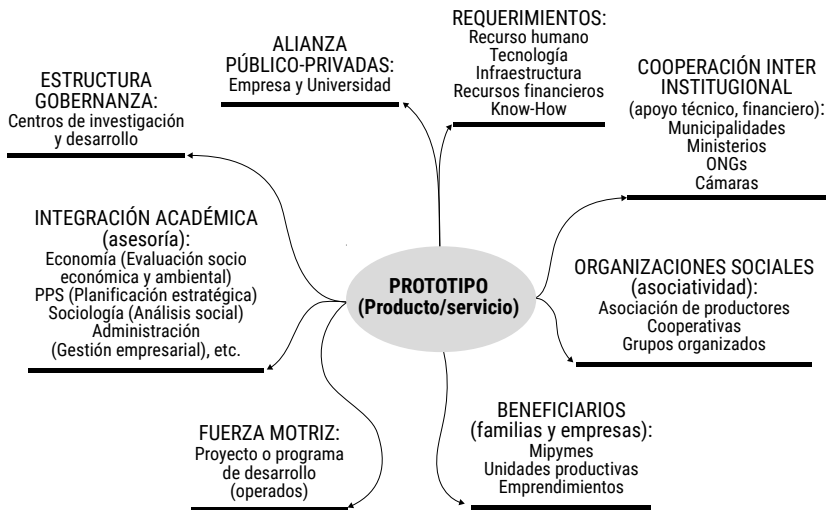 ESTRUCTURA
GOBERNANZA:
Centros de investigación
y desarrollo
ALIANZA
PÚBLICO-PRIVADAS:
Empresa y Universidad
REQUERIMIENTOS:
Recurso humano
Tecnología
Infraestructura
Recursos financieros
Know-How
COOPERACIÓN INTER
INSTITUGIONAL
(apoyo técnico, financiero):
Municipalidades
Ministerios
ONGs
Cámaras
INTEGRACIÓN ACADÉMICA
(asesoría):
Economía (Evaluación socio
económica y ambiental)
PPS (Planificación estratégica)
Sociología (Análisis social)
Administración
(Gestión empresarial), etc.
PROTOTIPO
(Producto/servicio)
ORGANIZACIONES SOCIALES
(asociatividad):
Asociación de productores
Cooperativas
Grupos organizados
FUERZA MOTRIZ:
Proyecto o programa
de desarrollo
(operados)
BENEFICIARIOS
(familias y empresas):
Mipymes
Unidades productivas
Emprendimientos